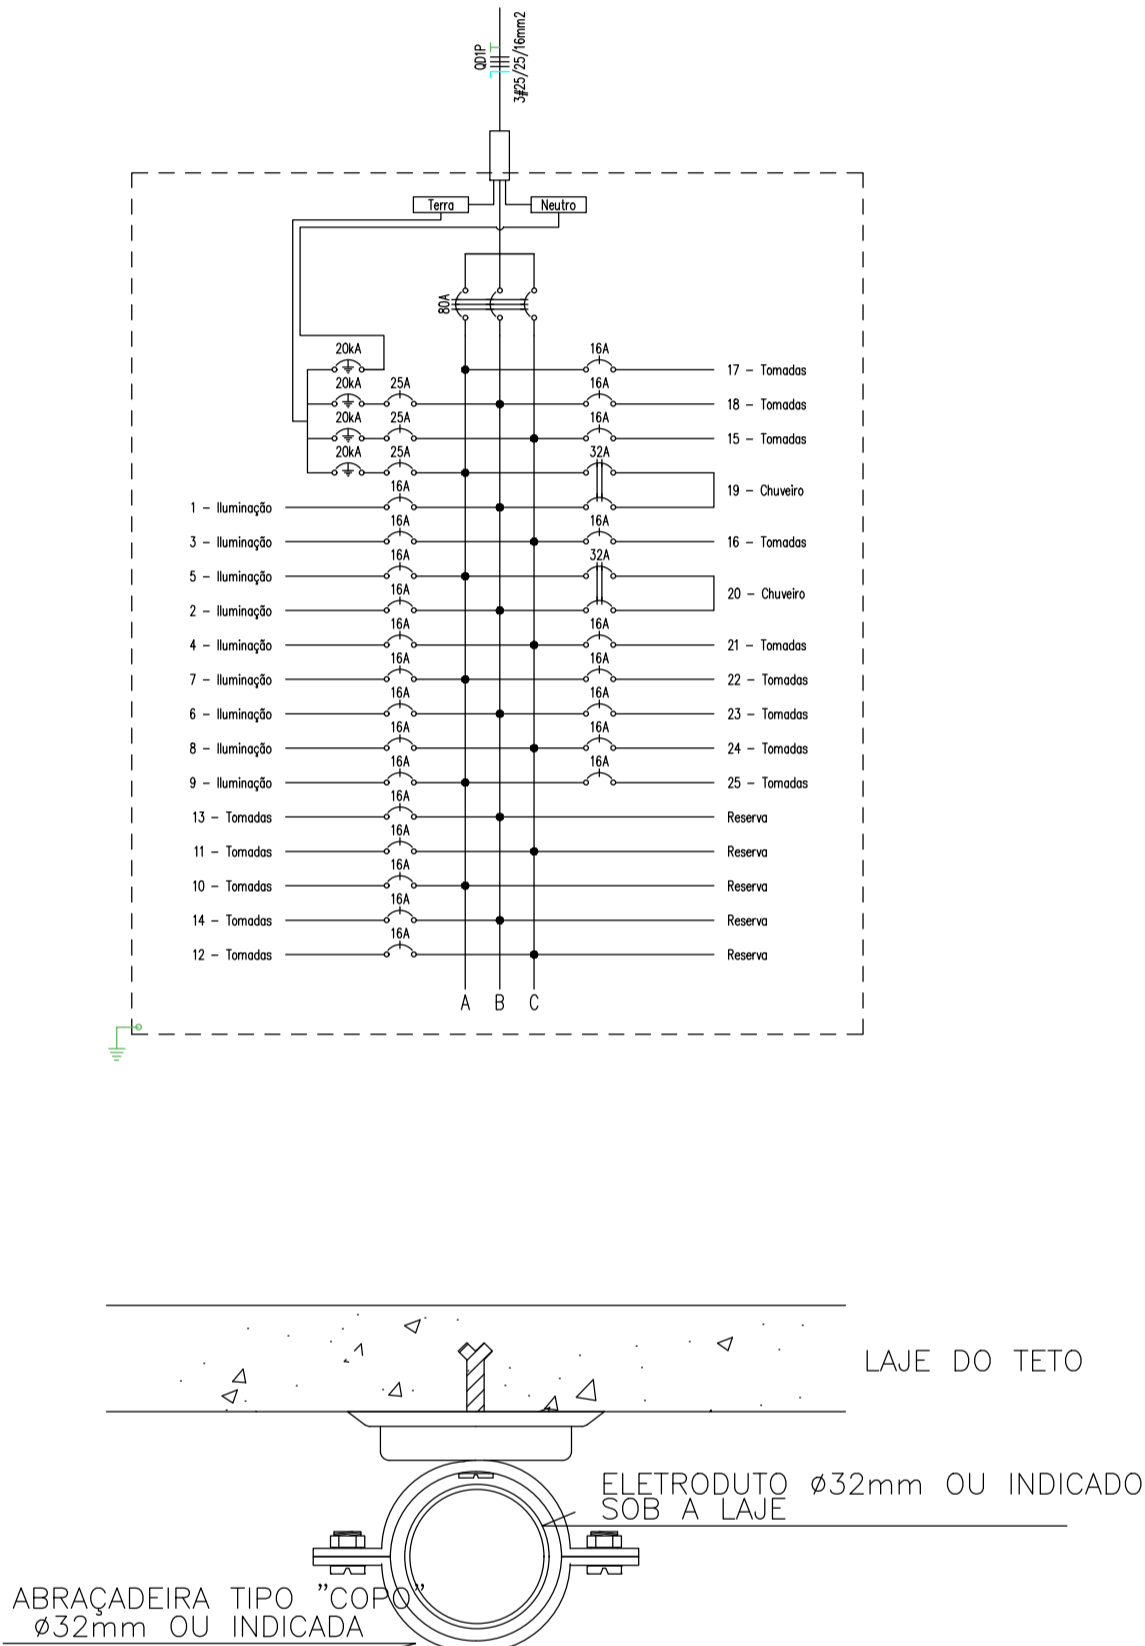 QD1P
3#25/25/16mm2
Terra
Neutro
80A
20kA
16A
17 - Tomadas
20kA
25A
16A
18 - Tomadas
20kA
25A
16A
15 - Tomadas
20kA
25A
32A
19 - Chuveiro
16A
1 - Iluminação
16A
16A
3 - Iluminação
16 - Tomadas
16A
32A
5 - Iluminação
20 - Chuveiro
16A
2 - Iluminação
16A
16A
4 - Iluminação
21 - Tomadas
16A
16A
7 - Iluminação
22 - Tomadas
16A
16A
6 - Iluminação
23 - Tomadas
16A
16A
8 - Iluminação
24 - Tomadas
16A
16A
9 - Iluminação
25 - Tomadas
16A
13 - Tomadas
Reserva
16A
11 - Tomadas
Reserva
16A
10 - Tomadas
Reserva
16A
14 - Tomadas
Reserva
16A
12 - Tomadas
Reserva
A B C
LAJE DO TETO
ELETRODUTO ø32mm OU INDICADO
SOB A LAJE
ABRAÇADEIRA TIPO "COPO"
ø32mm OU INDICADA